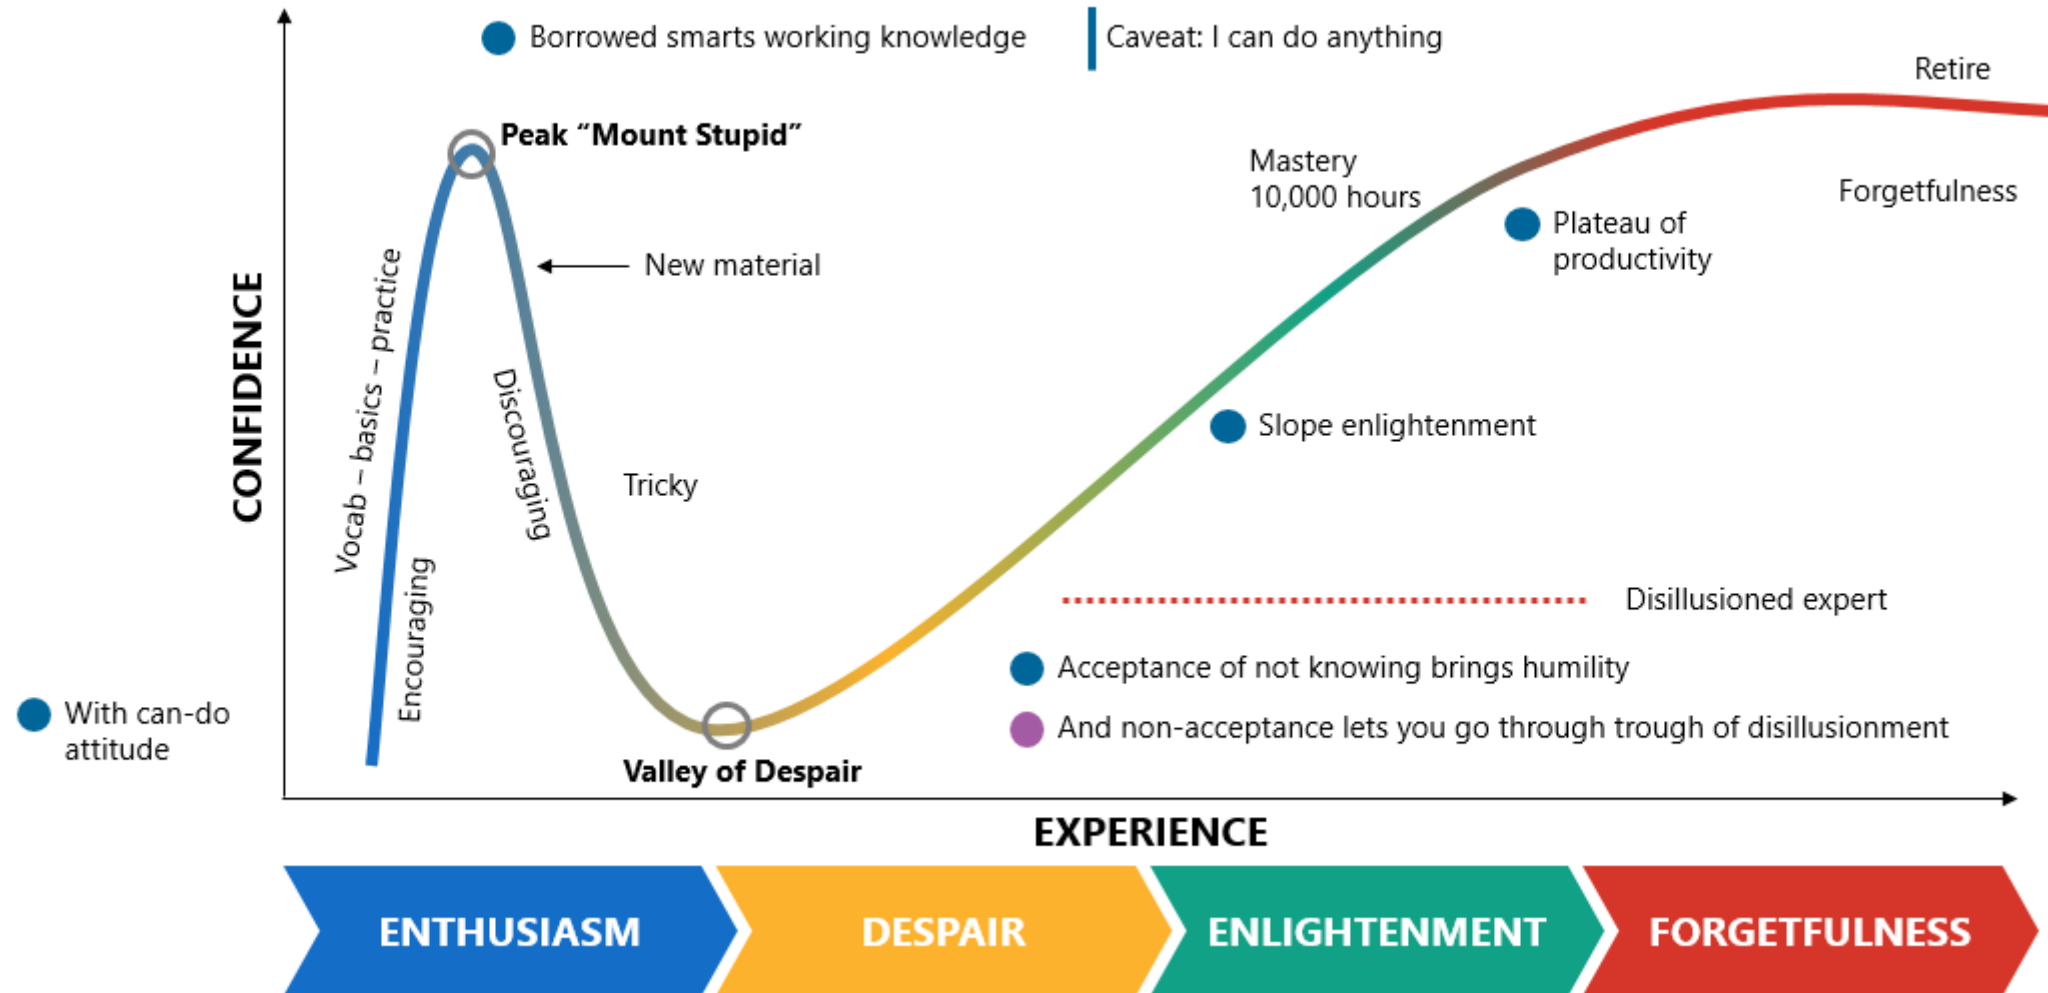 Borrowed smarts working knowledge
Caveat: I can do anything
Retire
Peak “Mount Stupid”
Mastery
10,000 hours
Forgetfulness
Plateau of
productivity
New material
CONFIDENCE
Vocab – basics – practice
Encouraging
Discouraging
Tricky
Slope enlightenment
Disillusioned expert
Acceptance of not knowing brings humility
And non-acceptance lets you go through trough of disillusionment
With can-do
attitude
Valley of Despair
EXPERIENCE
ENTHUSIASM
DESPAIR
ENLIGHTENMENT
FORGETFULNESS